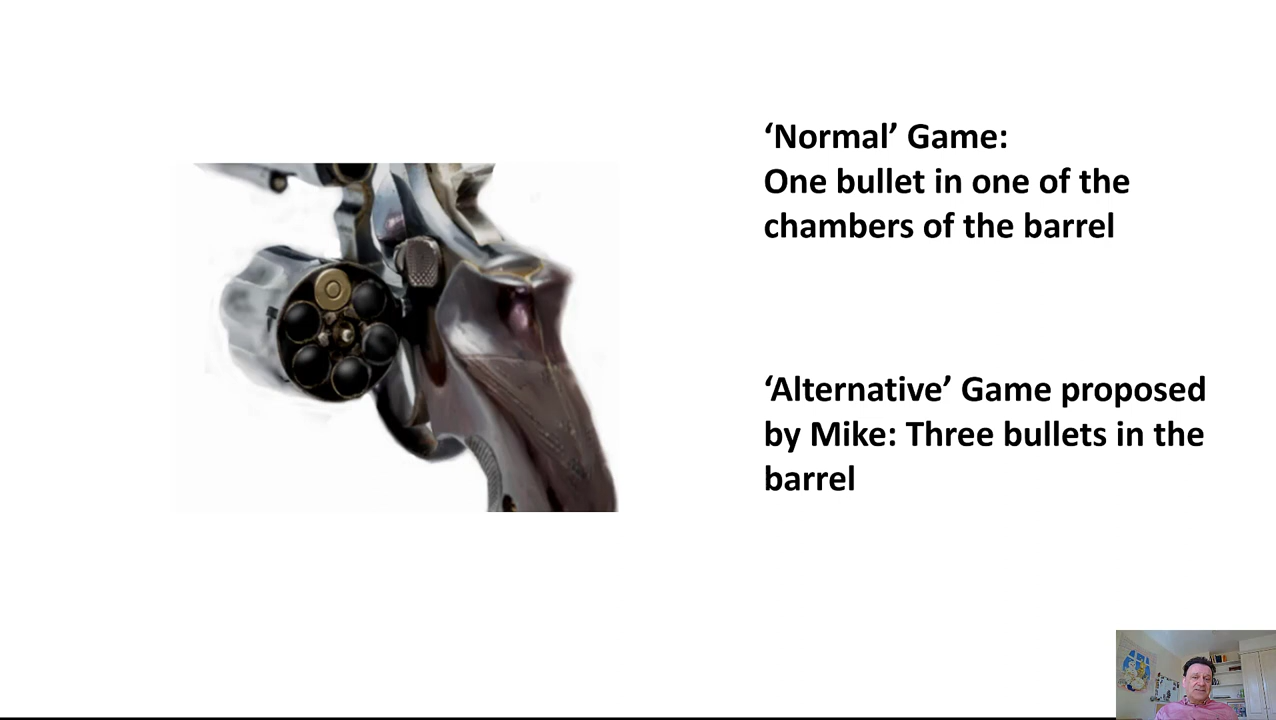 ‘Normal’ Game:
One bullet in one of the
chambers of the barrel
‘Alternative’ Game proposed
by Mike: Three bullets in the
barrel